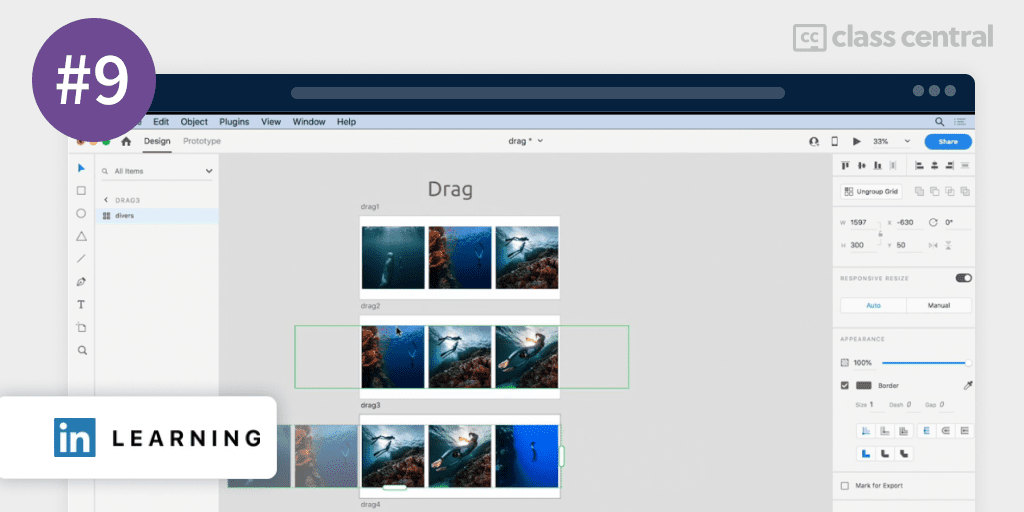 #9
class central
Edit Object Plugins View Window Help
Design Prototype
drag *
33%
Share
All Items
DRAGS
divers
Drag
drag1
drag2
drag3
drag4
Ungroup Grid
W 1597 X -630 0°
H 300 Y 50
RESPONSIVE RESIZE
Auto Manual
APPEARANCE
100%
Border
Size 1 Dash 0 Gap 0
Mark for Export
in LEARNING